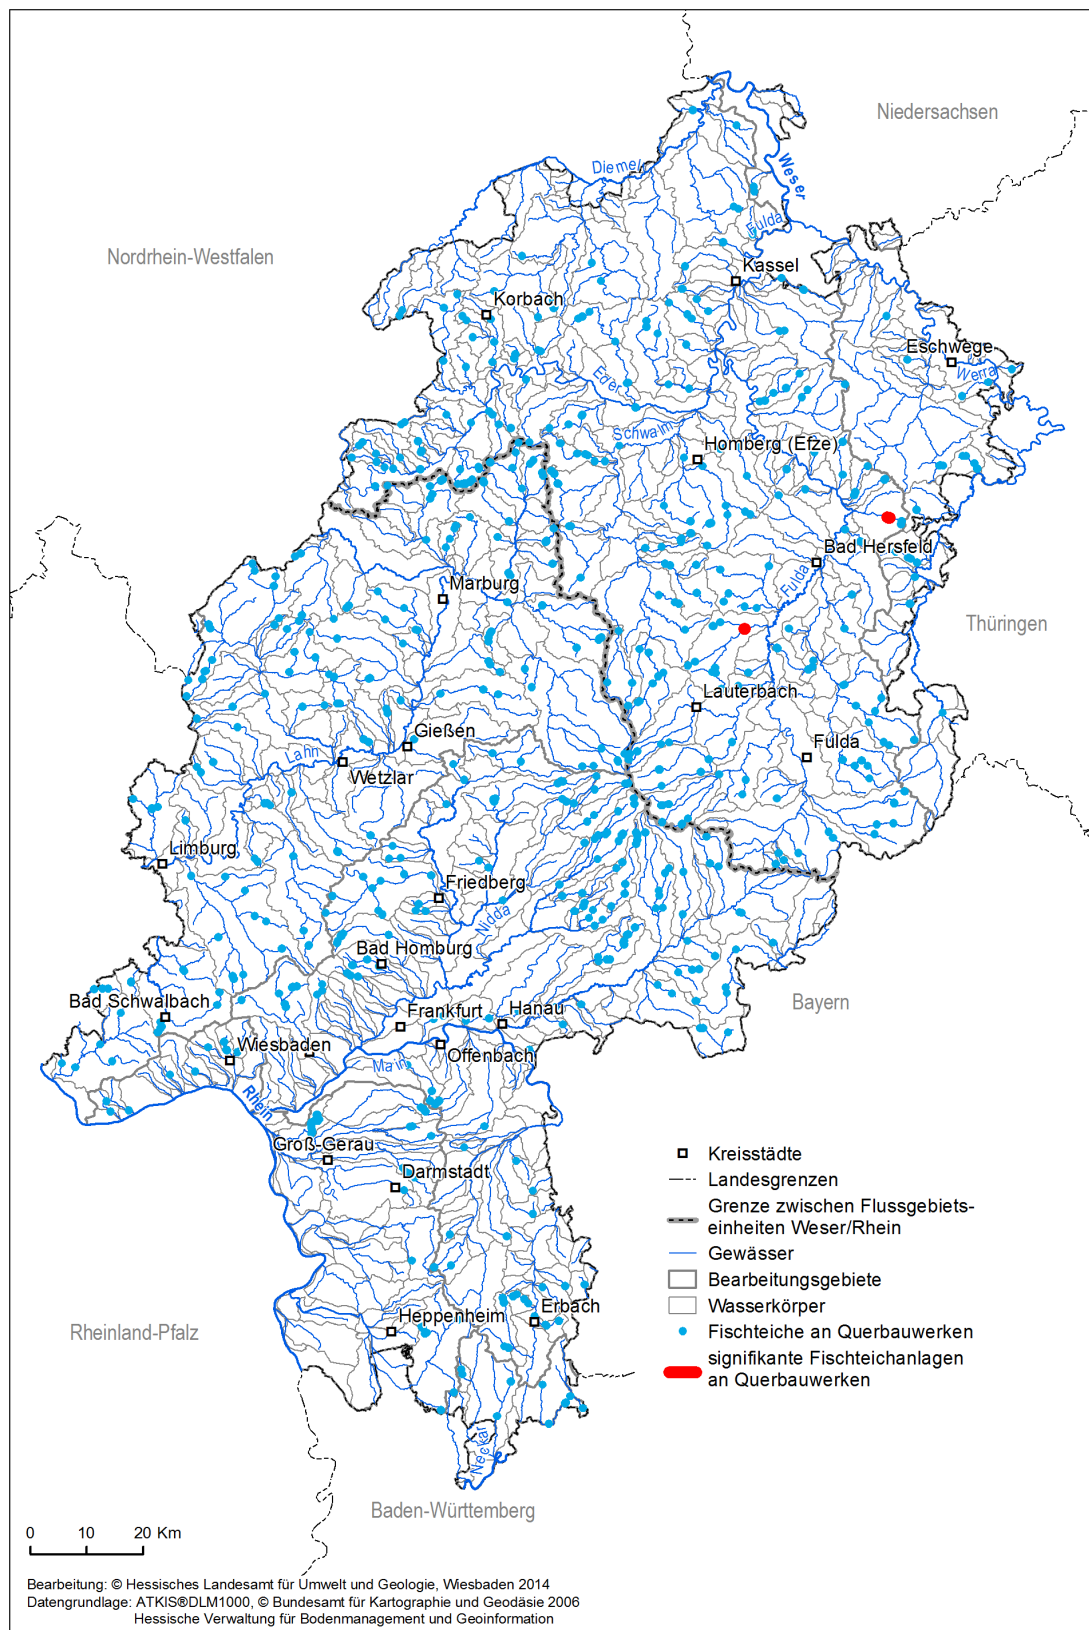 Niedersachsen
Diemel
Weser
Fulda
Nordrhein-Westfalen
Kassel
Korbach
Eschwege
Werra
Eder
Schwalm
Homberg (Efze)
Bad Hersfeld
Fulda
Marburg
Thüringen
Lauterbach
Gießen
Fulda
Lahn
Wetzlar
Limburg
Friedberg
Nidda
Bad Homburg
Bad Schwalbach
Bayern
Frankfurt
Hanau
Wiesbaden
Offenbach
Main
Rhein
Groß-Gerau
Darmstadt
Erbach
Heppenheim
Rheinland-Pfalz
Neckar
Baden-Württemberg
Kreisstädte
Landesgrenzen
Grenze zwischen Flussgebiets-
einheiten Weser/Rhein
Gewässer
Bearbeitungsgebiete
Wasserkörper
Fischteiche an Querbauwerken
signifikante Fischteichanlagen
an Querbauwerken
0 10 20 Km
Bearbeitung: © Hessisches Landesamt für Umwelt und Geologie, Wiesbaden 2014
Datengrundlage: ATKIS®DLM1000, © Bundesamt für Kartographie und Geodäsie 2006
Hessische Verwaltung für Bodenmanagement und Geoinformation